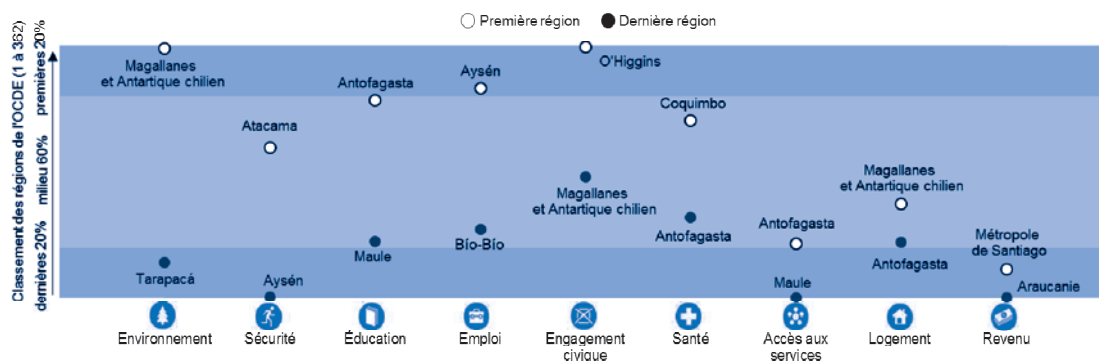 Première région
Dernière région
Classement des régions de l'OCDE (1 à 362)
dernières 20% milieu 60% premières 20%
Magallanes
et Antartique chilien
Tarapacá
Atacama
Aysén
Antofagasta
Maule
Aysén
Bío-Bío
O'Higgins
Magallanes
et Antartique chilien
Coquimbo
Antofagasta
Antofagasta
Maule
Magallanes
et Antartique chilien
Antofagasta
Métropole
de Santiago
Araucanie
Environnement
Sécurité
Éducation
Emploi
Engagement
civique
Santé
Accès aux
services
Logement
Revenu